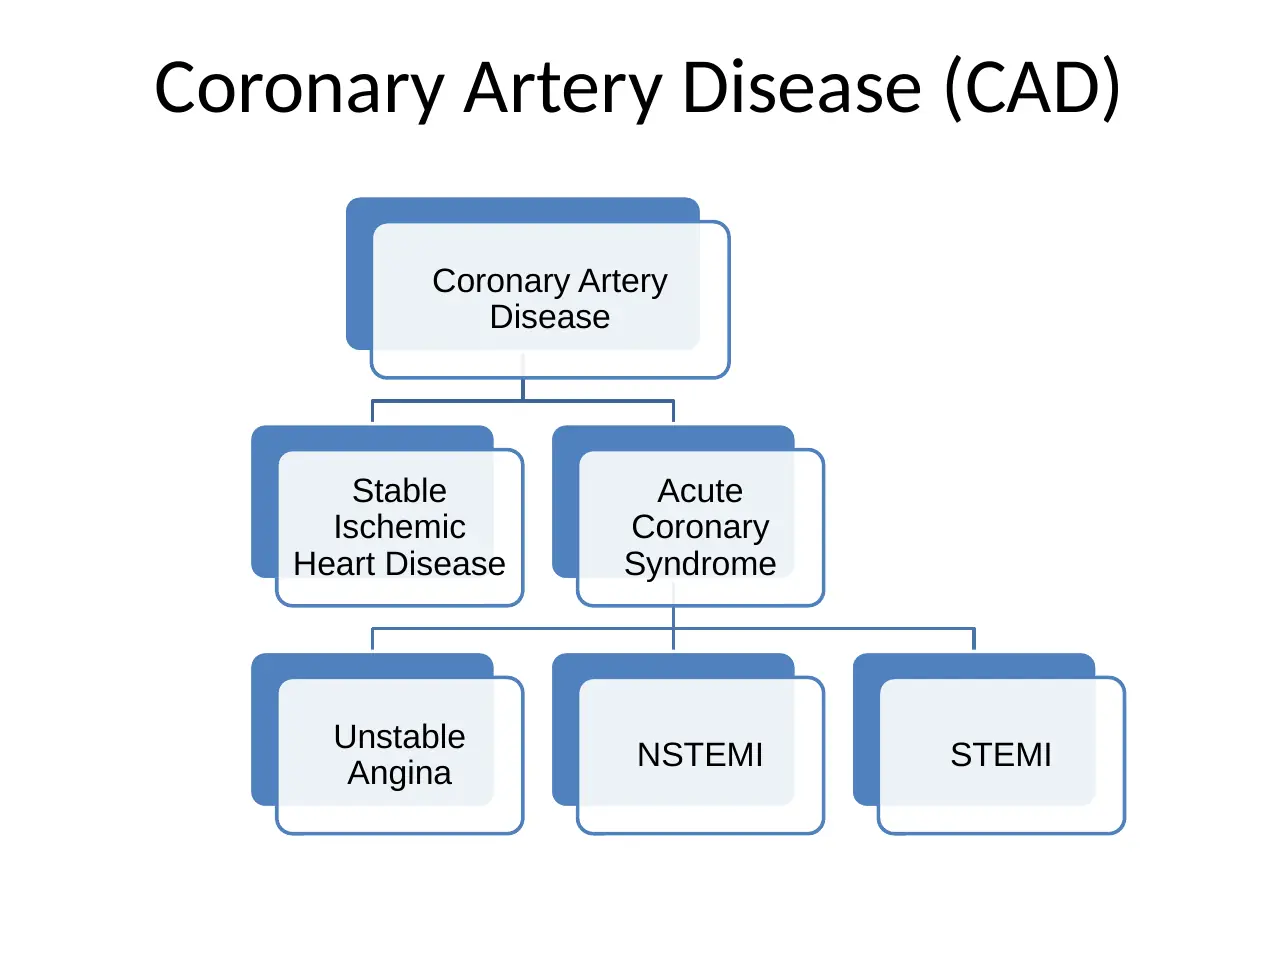 Coronary Artery Disease (CAD)
Coronary Artery
Disease
Stable
Ischemic
Heart Disease
Acute
Coronary
Syndrome
Unstable
Angina
NSTEMI
STEMI